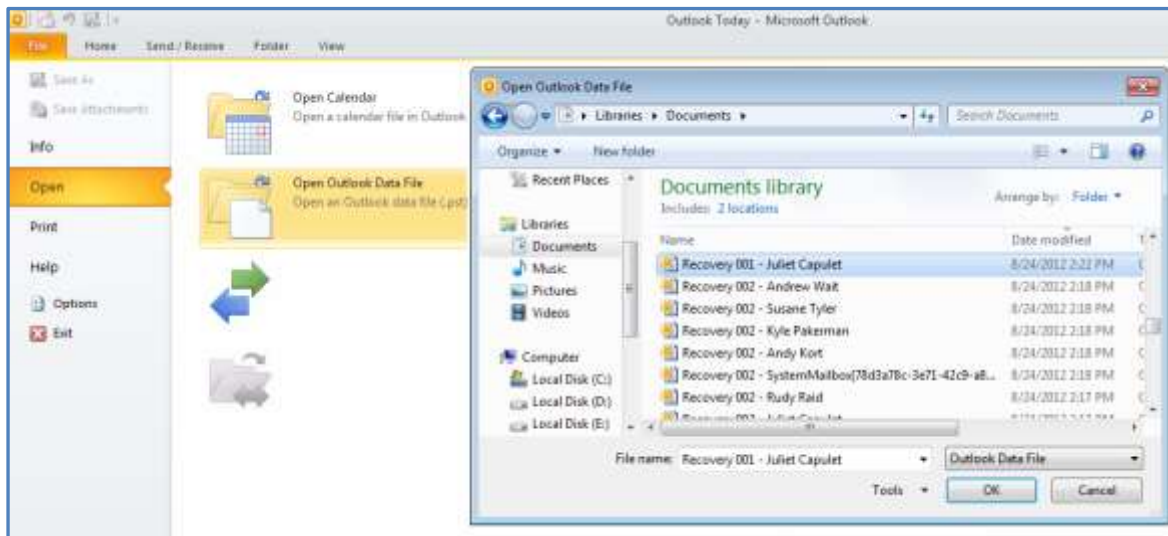 Outlook Today - Microsoft Outlook
File Home Send / Receive Folder View
Save As
Save Attachments
Info
Open
Print
Help
Options
Exit
Open Calendar
Open a calendar file in Outlook
Open Outlook Data File
Open an Outlook data file (.pst)
Open Outlook Data File
Libraries Documents
Search Documents
Organize New folder
Recent Places
Libraries
Documents
Music
Pictures
Videos
Computer
Local Disk (C:)
Local Disk (D:)
Local Disk (E:)
Documents library
Includes: 2 locations
Arrange by: Folder
Name Date modified
Recovery 001 - Juliet Capulet 8/24/2012 2:22 PM
Recovery 002 - Andrew Wait 8/24/2012 2:18 PM
Recovery 002 - Susane Tyler 8/24/2012 2:18 PM
Recovery 002 - Kyle Pakerman 8/24/2012 2:18 PM
Recovery 002 - Andy Kort 8/24/2012 2:18 PM
Recovery 002 - SystemMailbox{78d3a78c-3e71-42c9-a8... 8/24/2012 2:18 PM
Recovery 002 - Rudy Raid 8/24/2012 2:17 PM
File name: Recovery 001 - Juliet Capulet
Outlook Data File
Tools OK Cancel